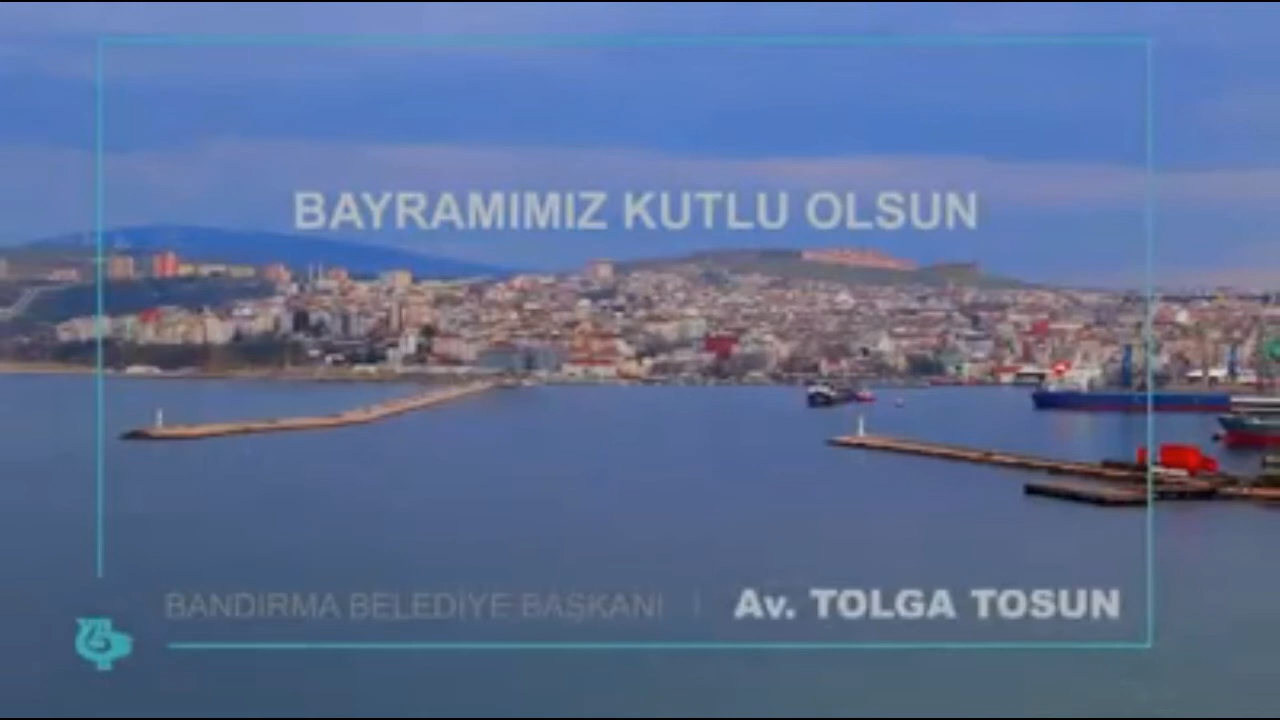 BAYRAMIMIZ KUTLU OLSUN
BANDIRMA BELEDİYE BAŞKANI | Av. TOLGA TOSUN